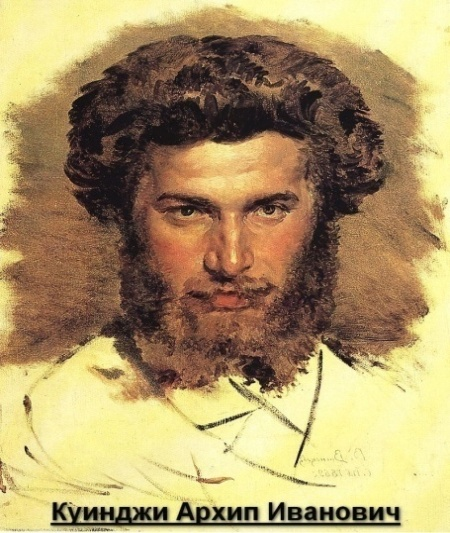 Куинджи Архип Иванович